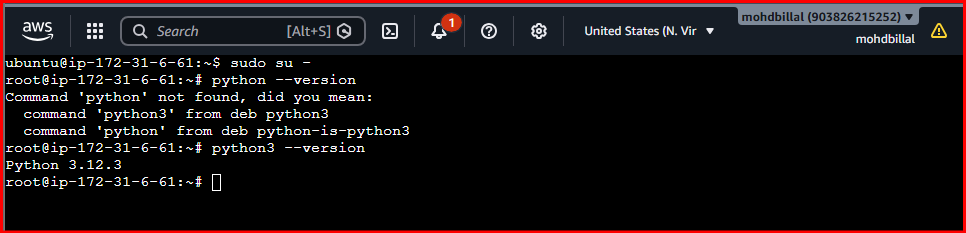 aws
Search [Alt+S]
1
United States (N. Vir
mohdbillal (903826215252)
mohdbillal
ubuntu@ip-172-31-6-61:~$ sudo su -
root@ip-172-31-6-61:~# python --version
Command 'python' not found, did you mean:
  command 'python3' from deb python3
  command 'python' from deb python-is-python3
root@ip-172-31-6-61:~# python3 --version
Python 3.12.3
root@ip-172-31-6-61:~#